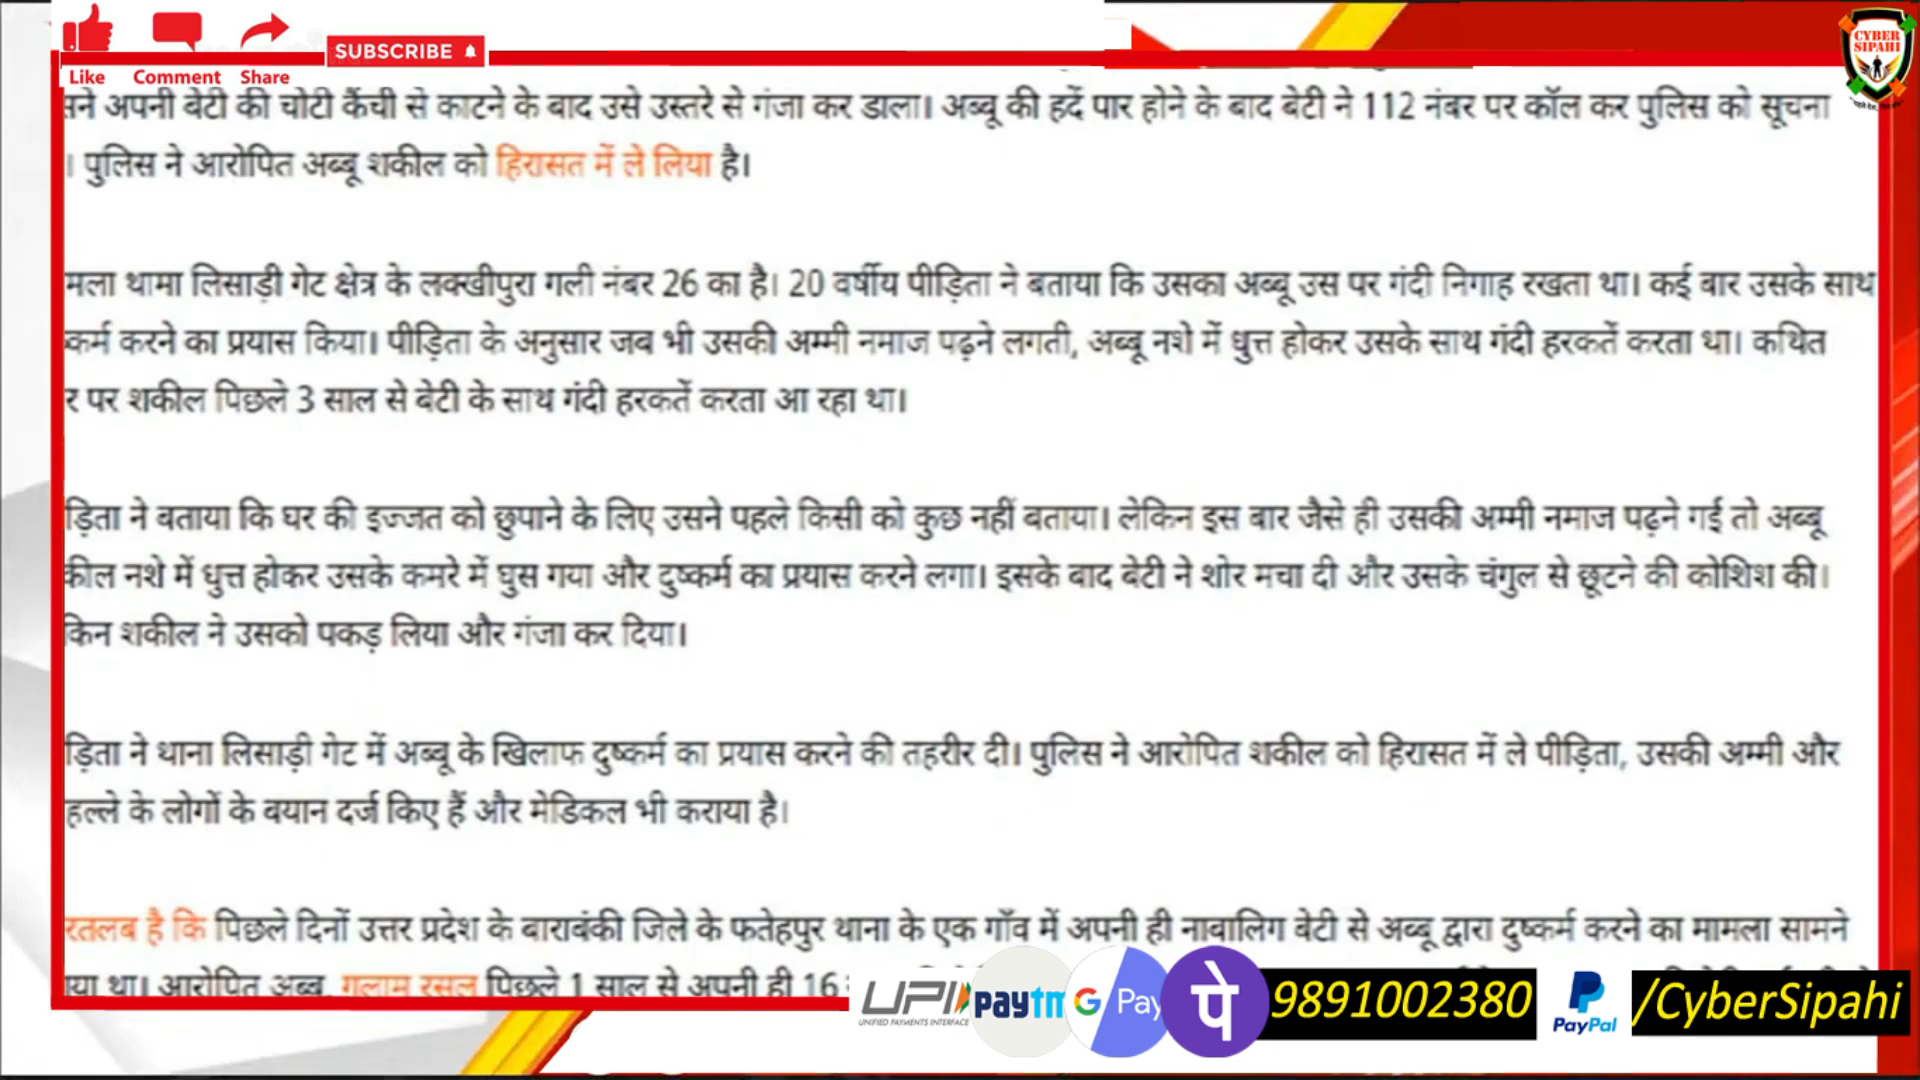 Like Comment Share
SUBSCRIBE
CYBER SIPAHI
सने अपनी बेटी की चोटी कैंची से काटने के बाद उसे उस्तरे से गंजा कर डाला। अब्बू की हदें पार होने के बाद बेटी ने 112 नंबर पर कॉल कर पुलिस को सूचना
। पुलिस ने आरोपित अब्बू शकील को हिरासत में ले लिया है।
मला थामा लिसाड़ी गेट क्षेत्र के लक्खीपुरा गली नंबर 26 का है। 20 वर्षीय पीड़िता ने बताया कि उसका अब्बू उस पर गंदी निगाह रखता था। कई बार उसके साथ
कर्म करने का प्रयास किया। पीड़िता के अनुसार जब भी उसकी अम्मी नमाज पढ़ने लगती, अब्बू नशे में धुत्त होकर उसके साथ गंदी हरकतें करता था। कथित
र पर शकील पिछले 3 साल से बेटी के साथ गंदी हरकतें करता आ रहा था।
ड़िता ने बताया कि घर की इज्जत को छुपाने के लिए उसने पहले किसी को कुछ नहीं बताया। लेकिन इस बार जैसे ही उसकी अम्मी नमाज पढ़ने गई तो अब्बू
कील नशे में धुत्त होकर उसके कमरे में घुस गया और दुष्कर्म का प्रयास करने लगा। इसके बाद बेटी ने शोर मचा दी और उसके चंगुल से छूटने की कोशिश की।
किन शकील ने उसको पकड़ लिया और गंजा कर दिया।
ड़िता ने थाना लिसाड़ी गेट में अब्बू के खिलाफ दुष्कर्म का प्रयास करने की तहरीर दी। पुलिस ने आरोपित शकील को हिरासत में ले पीड़िता, उसकी अम्मी और
हल्ले के लोगों के बयान दर्ज किए हैं और मेडिकल भी कराया है।
रतलब है कि पिछले दिनों उत्तर प्रदेश के बाराबंकी जिले के फतेहपुर थाना के एक गाँव में अपनी ही नाबालिग बेटी से अब्बू द्वारा दुष्कर्म करने का मामला सामने
या था। आरोपित अब्बू गुलाम रसूल पिछले 1 साल से अपनी ही 16
UPI UNIFIED PAYMENTS INTERFACE paytm G Pay पे 9891002380 PayPal /CyberSipahi